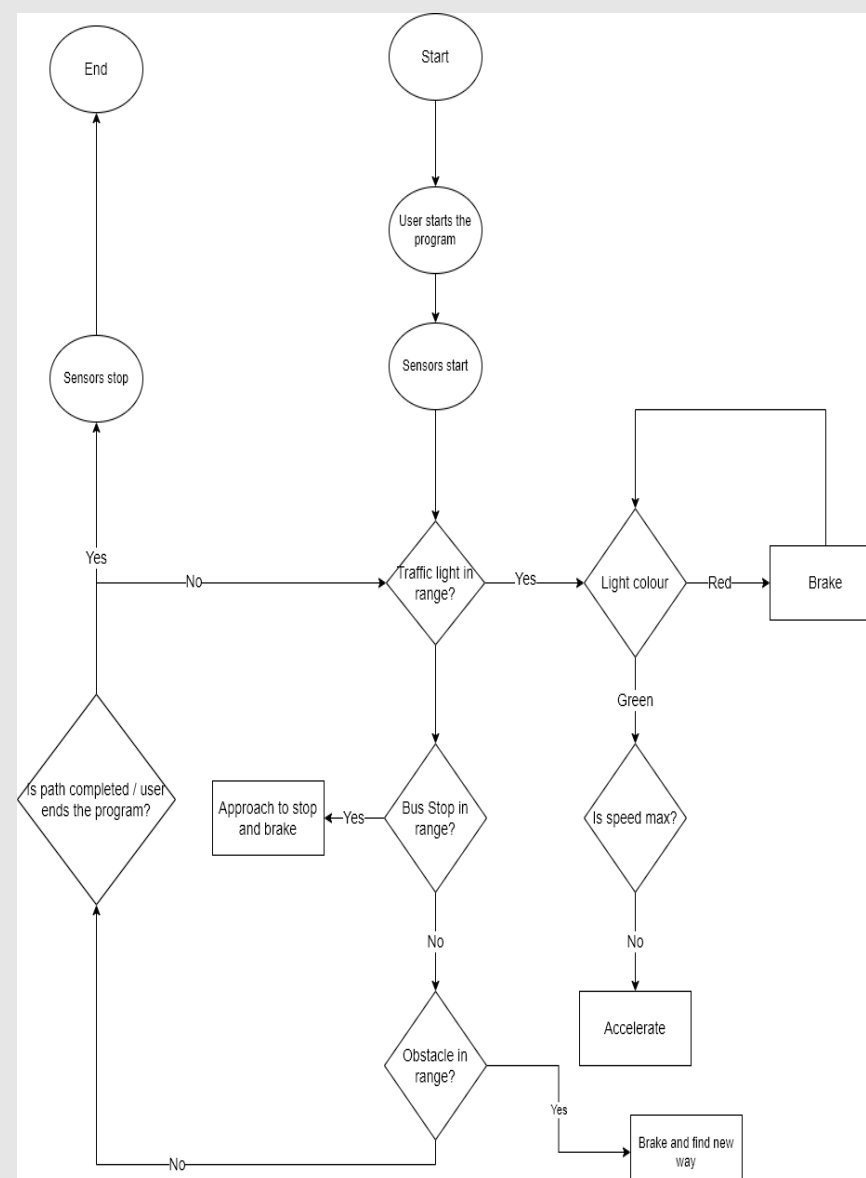 End
Start
User starts the
program
Sensors stop
Sensors start
Yes
No
Traffic light in
range?
Yes
Light colour
Red
Brake
Green
Is path completed / user
ends the program?
Approach to stop
and brake
Yes
Bus Stop in
range?
Is speed max?
No
No
Accelerate
Obstacle in
range?
Yes
Brake and find new
way
No